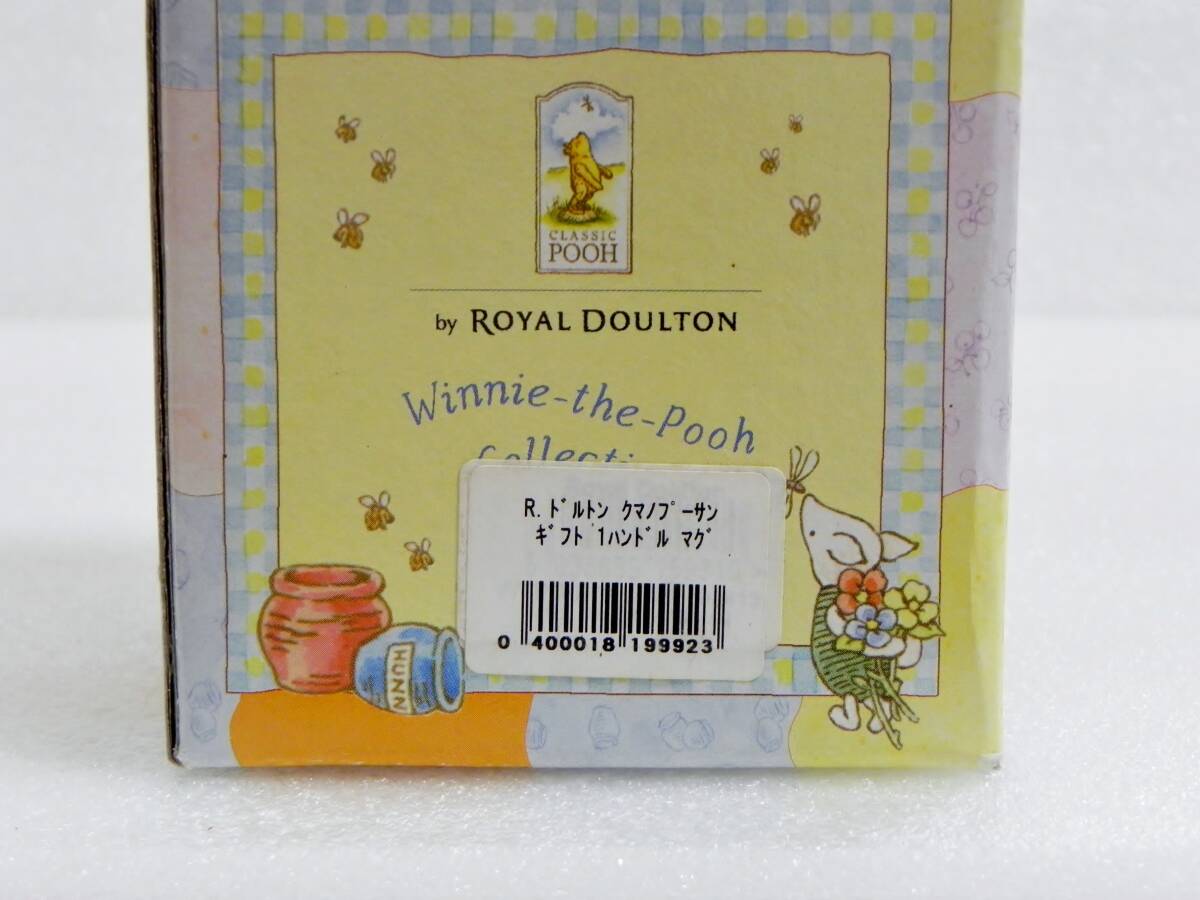 CLASSIC
POOH
by ROYAL DOULTON
Winnie-the-Pooh
R.ﾄﾞﾙﾄﾝ ｸﾏﾉﾌﾟｰｻﾝ
ｷﾞﾌﾄ 1ﾊﾝﾄﾞﾙ ﾏｸﾞ
0 400018 199923
HUNN